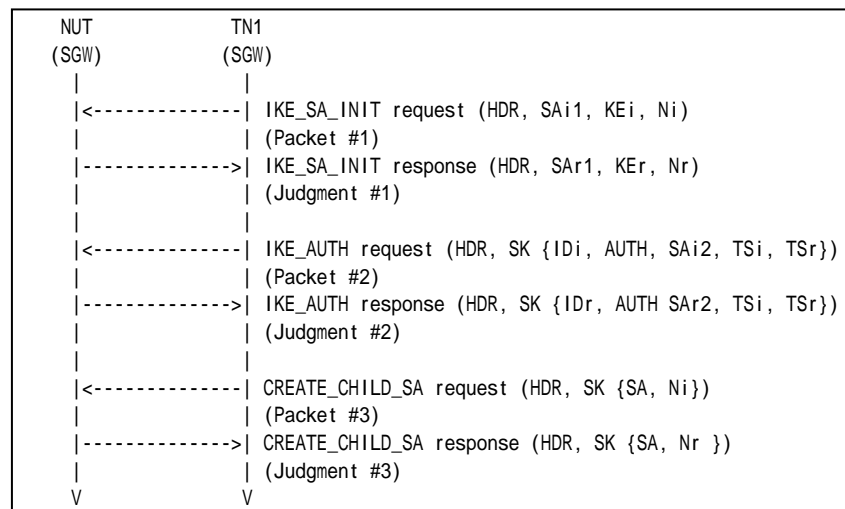 NUT TN1
(SGW) (SGW)
| |
|<--------------| IKE_SA_INIT request (HDR, SAi1, KEi, Ni)
| | (Packet #1)
|-------------->| IKE_SA_INIT response (HDR, SAr1, KEr, Nr)
| | (Judgment #1)
| |
|<--------------| IKE_AUTH request (HDR, SK {IDi, AUTH, SAi2, TSi, TSr})
| | (Packet #2)
|-------------->| IKE_AUTH response (HDR, SK {IDr, AUTH SAr2, TSi, TSr})
| | (Judgment #2)
| |
|<--------------| CREATE_CHILD_SA request (HDR, SK {SA, Ni})
| | (Packet #3)
|-------------->| CREATE_CHILD_SA response (HDR, SK {SA, Nr })
| | (Judgment #3)
V V